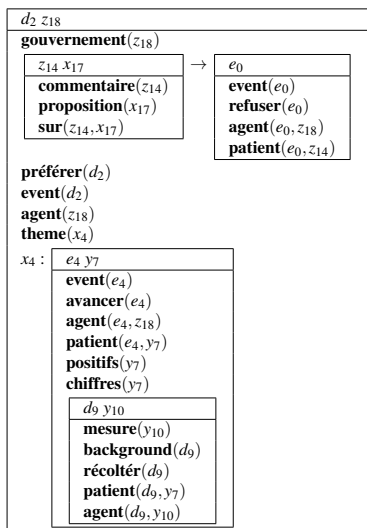 d₂ z₁₈
gouvernement(z₁₈)
z₁₄ x₁₇
commentaire(z₁₄)
proposition(x₁₇)
sur(z₁₄,x₁₇)
→
e₀
event(e₀)
refuser(e₀)
agent(e₀,z₁₈)
patient(e₀,z₁₄)
préférer(d₂)
event(d₂)
agent(z₁₈)
theme(x₄)
x₄ :
e₄ y₇
event(e₄)
avancer(e₄)
agent(e₄,z₁₈)
patient(e₄,y₇)
positifs(y₇)
chiffres(y₇)
d₉ y₁₀
mesure(y₁₀)
background(d₉)
récoltér(d₉)
patient(d₉,y₇)
agent(d₉,y₁₀)